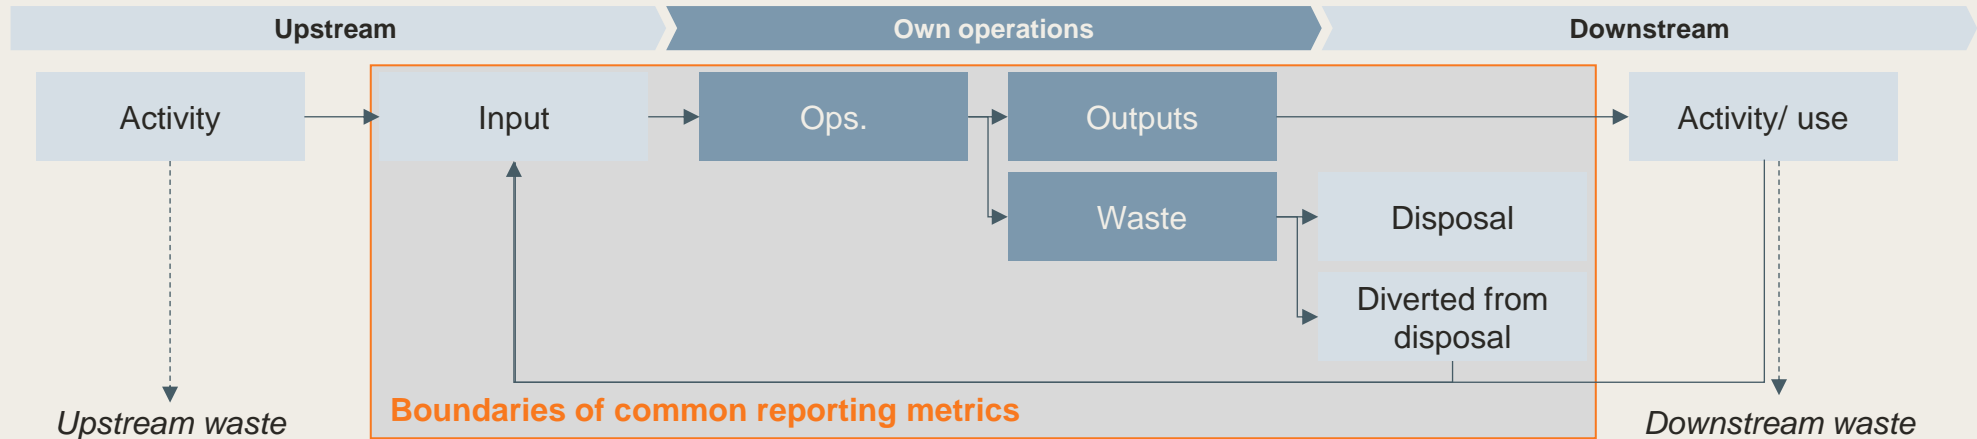 Upstream
Own operations
Downstream
Activity
Input
Ops.
Outputs
Activity/ use
Waste
Disposal
Diverted from
disposal
Boundaries of common reporting metrics
Upstream waste
Downstream waste